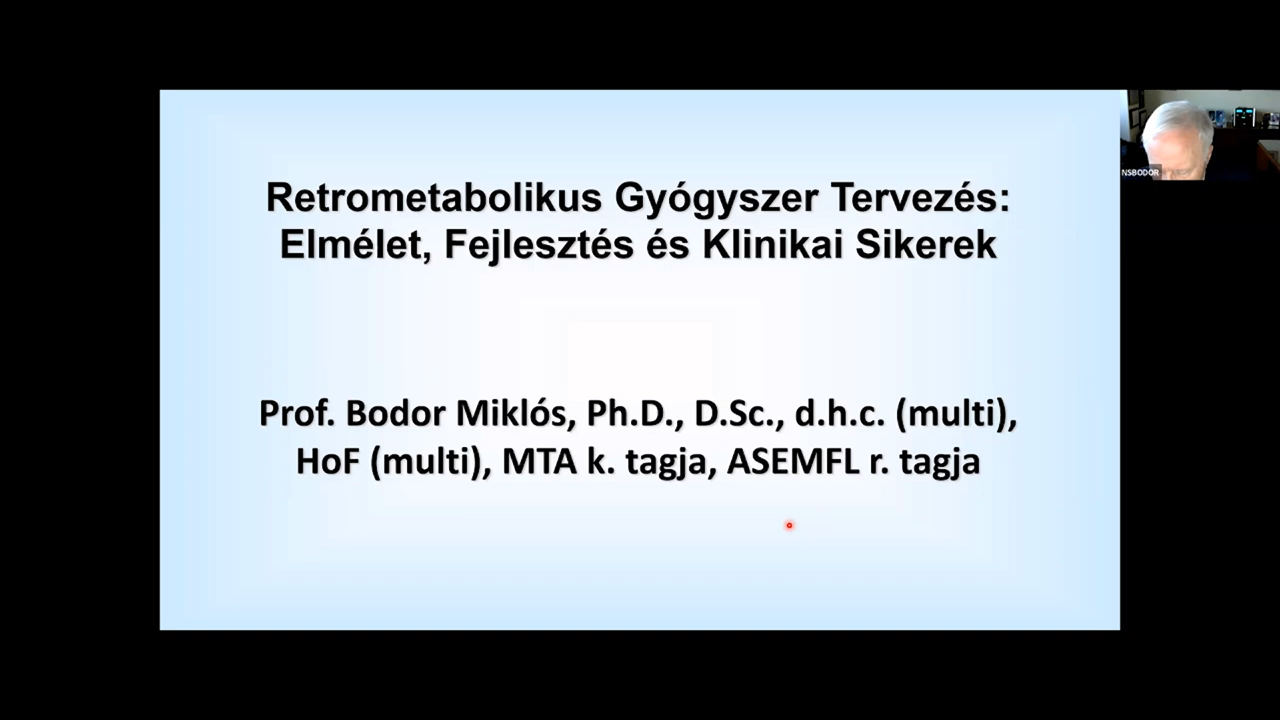 Retrometabolikus Gyógyszer Tervezés:
Elmélet, Fejlesztés és Klinikai Sikerek
Prof. Bodor Miklós, Ph.D., D.Sc., d.h.c. (multi),
HoF (multi), MTA k. tagja, ASEMFL r. tagja
NSBODOR